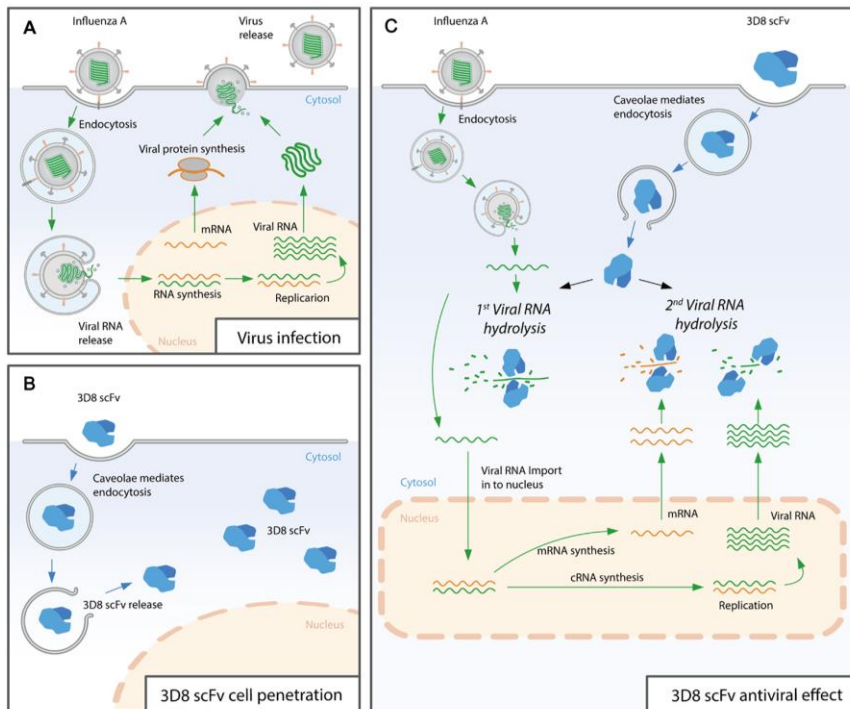 A
Influenza A
Virus
release
Cytosol
Endocytosis
Viral protein synthesis
mRNA
Viral RNA
RNA synthesis
Replicarion
Viral RNA
release
Nucleus
Virus infection
B
3D8 scFv
Cytosol
Caveolae mediates
endocytosis
3D8 scFv
3D8 scFv release
Nucleus
3D8 scFv cell penetration
C
Influenza A
3D8 scFv
Caveolae mediates
endocytosis
Endocytosis
1st Viral RNA
hydrolysis
2nd Viral RNA
hydrolysis
Viral RNA Import
in to nucleus
Cytosol
Nucleus
mRNA
Viral RNA
mRNA synthesis
cRNA synthesis
Replication
3D8 scFv antiviral effect